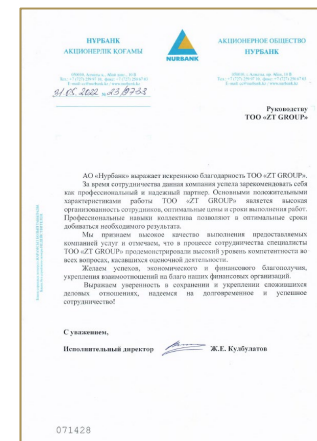 НУРБАНК
АКЦИОНЕРЛІК ҚОҒАМЫ
NURBANK
АКЦИОНЕРНОЕ ОБЩЕСТВО
НУРБАНК
31.05.2022
Руководству
ТОО «ZT GROUP»
АО «Нурбанк» выражает искреннюю благодарность ТОО «ZT GROUP».
За время сотрудничества данная компания успела зарекомендовать себя
как профессиональный и надежный партнер. Основными положительными
характеристиками работы ТОО «ZT GROUP» является высокая
организованность сотрудников, оптимальные цены и сроки выполнения работ.
Профессиональные навыки коллектива позволяют в оптимальные сроки
добиваться необходимого результата.
Мы признаем высокое качество выполнения предоставляемых
компанией услуг и отмечаем, что в процессе сотрудничества специалисты
ТОО «ZT GROUP» продемонстрировали высокий уровень компетентности во
всех вопросах, касавшихся оценочной деятельности.
Желаем успехов, экономического и финансового благополучия,
укрепления взаимоотношений на благо наших финансовых организаций.
Выражаем уверенность в сохранении и укреплении сложившихся
деловых отношений, надеемся на долговременное и успешное
сотрудничество!
С уважением,
Исполнительный директор Ж.Е. Кулбулатов
071428